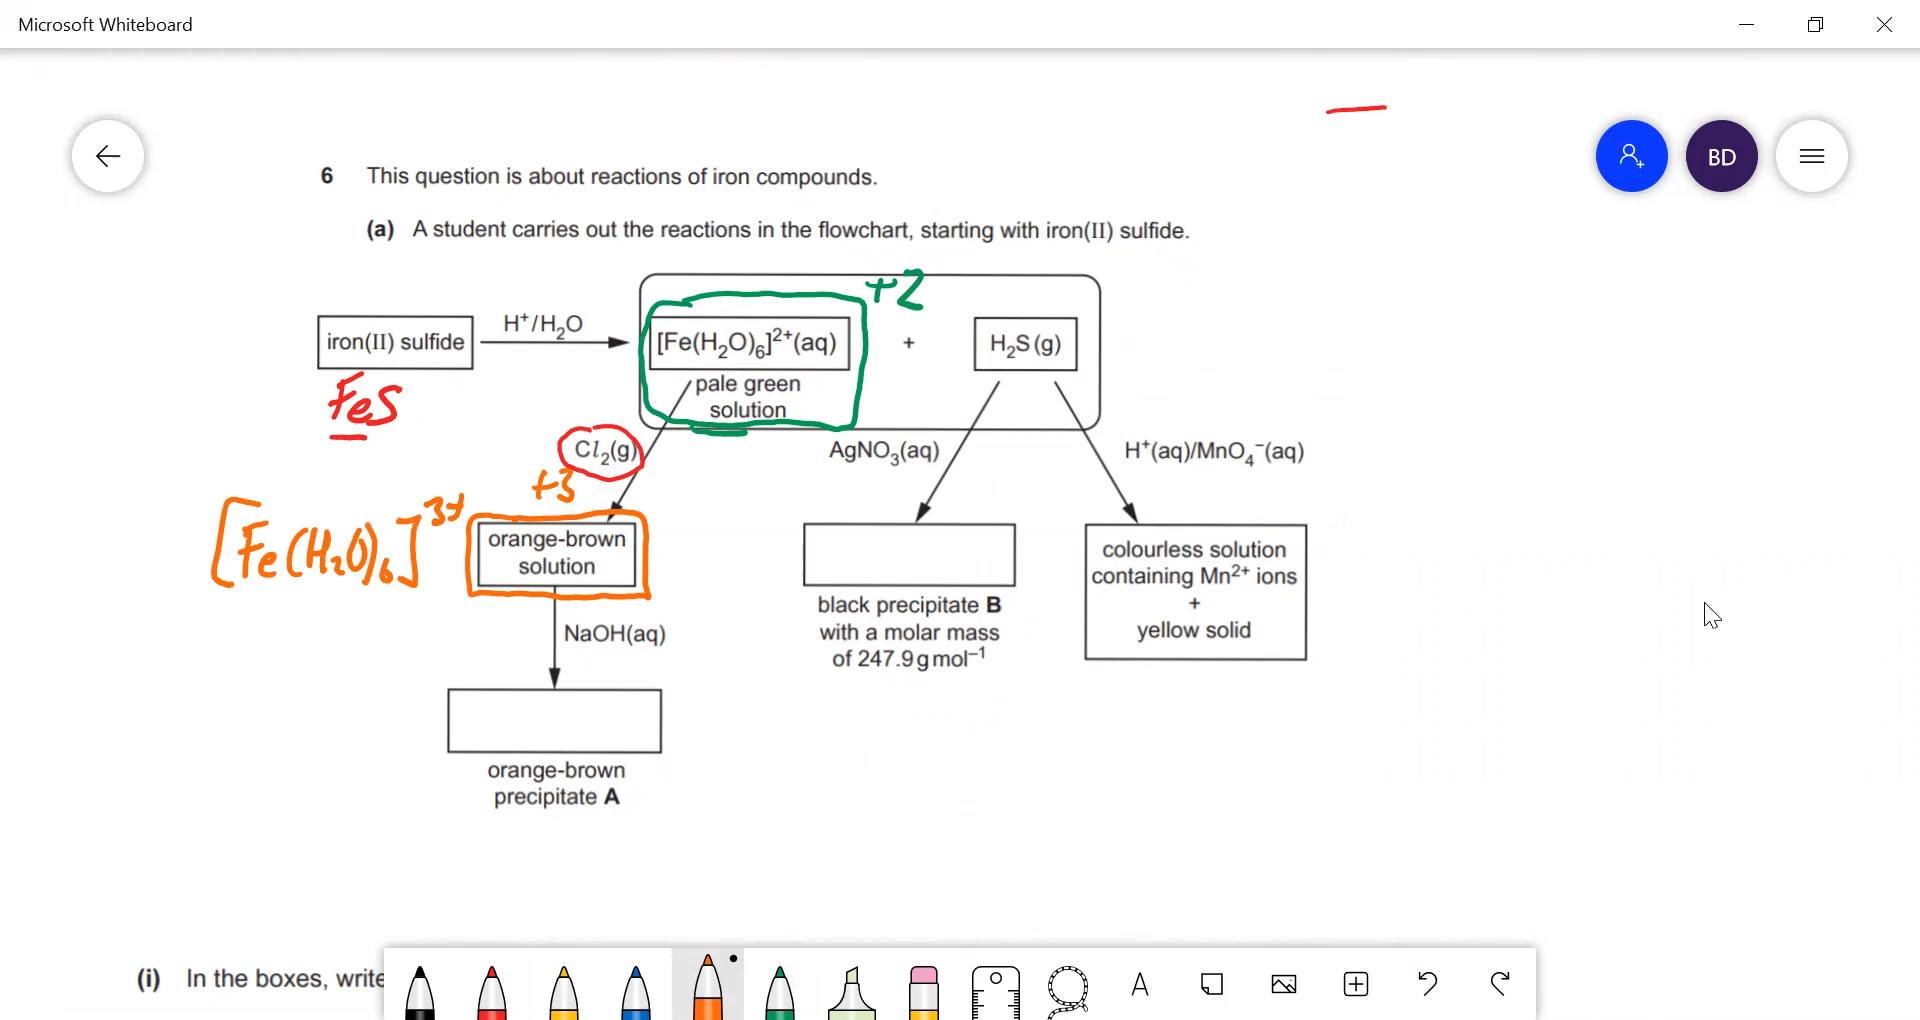 Microsoft Whiteboard
BD
6 This question is about reactions of iron compounds.
(a) A student carries out the reactions in the flowchart, starting with iron(II) sulfide.
+2
iron(II) sulfide
H⁺/H₂O
[Fe(H₂O)₆]²⁺(aq)
+
H₂S(g)
pale green
solution
FeS
Cl₂(g)
AgNO₃(aq)
H⁺(aq)/MnO₄⁻(aq)
+3
[Fe(H₂O)₆]³⁺
orange-brown
solution
colourless solution
containing Mn²⁺ ions
+
yellow solid
NaOH(aq)
black precipitate B
with a molar mass
of 247.9 g mol⁻¹
orange-brown
precipitate A
(i) In the boxes, write
A